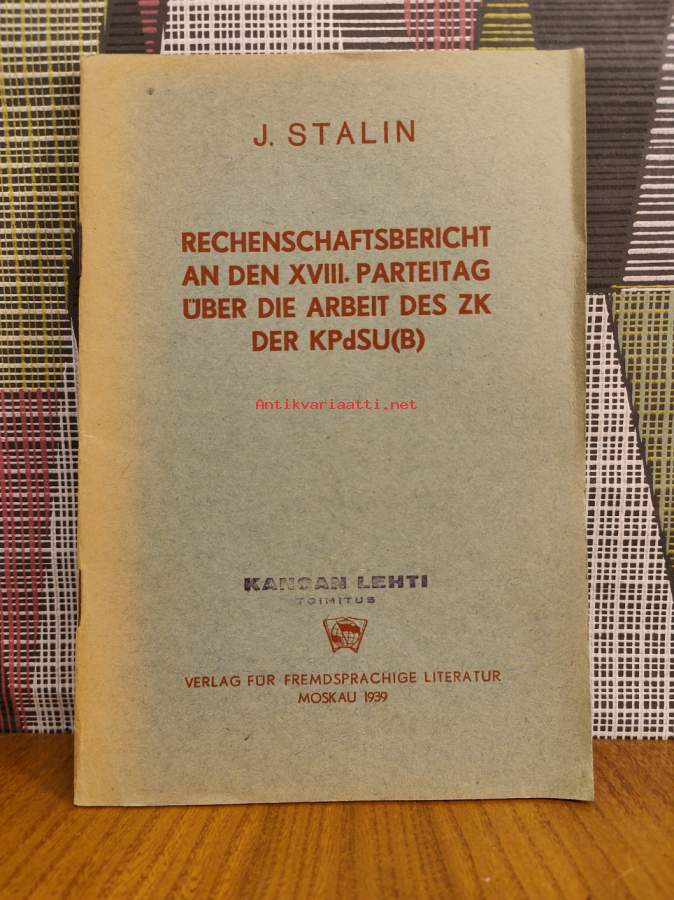 J. STALIN
RECHENSCHAFTSBERICHT
AN DEN XVIII. PARTEITAG
ÜBER DIE ARBEIT DES ZK
DER KPdSU(B)
Antikvariaatti.net
KANSAN LEHTI
TOIMITUS
VERLAG FÜR FREMDSPRACHIGE LITERATUR
MOSKAU 1939